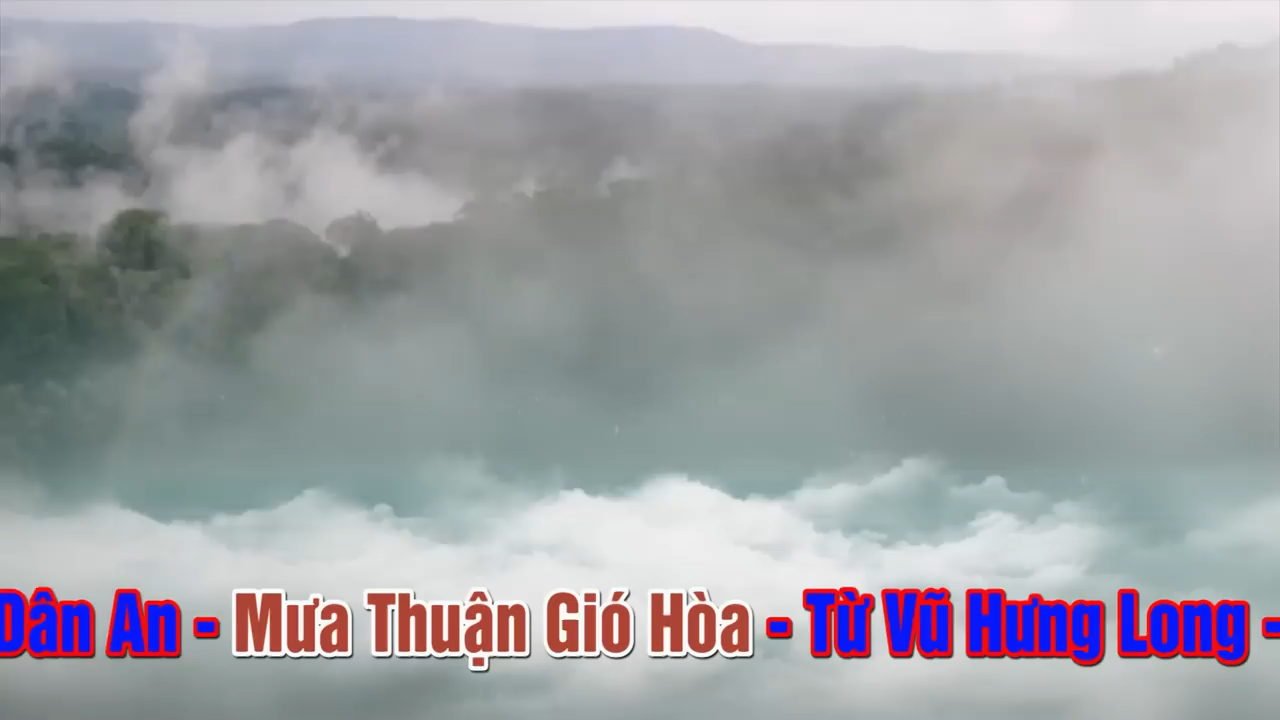 Dân An - Mưa Thuận Gió Hòa - Từ Vũ Hưng Long -